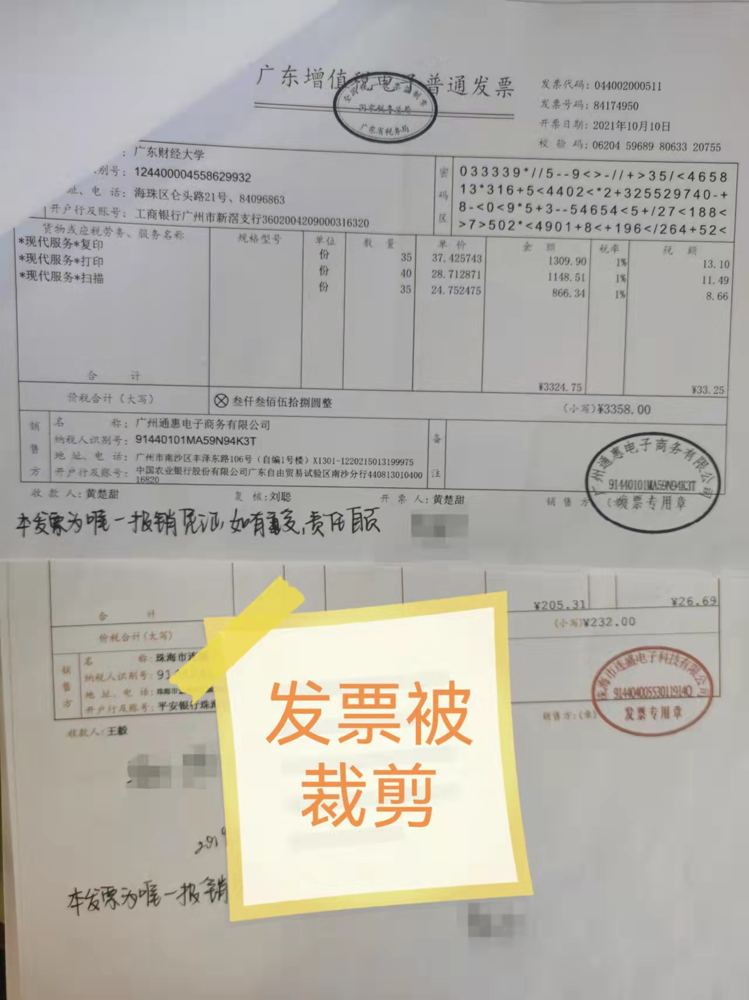 广东增值税电子普通发票
国家税务总局
广东省税务局
发票代码: 044002000511
发票号码: 84174950
开票日期: 2021年10月10日
校验码: 06204 59689 80633 20755
: 广东财经大学
别号: 124400004558629932
址、电话: 海珠区仑头路21号、84096863
开户行及账号: 工商银行广州市新滘支行3602004209000316320
密码区
033339*//5--9<>-//+>35/<4658
13*316+5<4402<*2+325529740-+
8-<0<9*5+3--54654<5+/27<188<
>7>502*<4901+8<+196</264+52<
货物或应税劳务、服务名称 规格型号 单位 数量 单价 金额 税率 税额
*现代服务*复印 份 35 37.425743 1309.90 1% 13.10
*现代服务*打印 份 40 28.712871 1148.51 1% 11.49
*现代服务*扫描 份 35 24.752475 866.34 1% 8.66
合计 ¥3324.75 ¥33.25
价税合计(大写) 叁仟叁佰伍拾捌圆整 (小写)¥3358.00
销售方
名称: 广州通惠电子商务有限公司
纳税人识别号: 91440101MA59N94K3T
地址、电话: 广州市南沙区丰泽东路106号(自编1号楼)X1301-I220215013199975
开户行及账号: 中国农业银行股份有限公司广东自由贸易试验区南沙分行440813010400
16820
备注
收款人: 黄楚甜 复核: 刘聪 开票人: 黄楚甜 销售方
广州通惠电子商务有限公司
91440101MA59N94K3T
发票专用章
本发票为唯一报销凭证,如有重复,责任自负
¥205.31 ¥26.69
合计
价税合计(大写) (小写)¥232.00
销售方
名称: 珠海市连
纳税人识别号: 91
地址、电话: 珠海市
开户行及账号: 平安银行珠海
收款人: 王毅 销售方:(章)
珠海市连盛电子科技有限公司
91440400553011914Q
发票专用章
发票被
裁剪
本发票为唯一报销